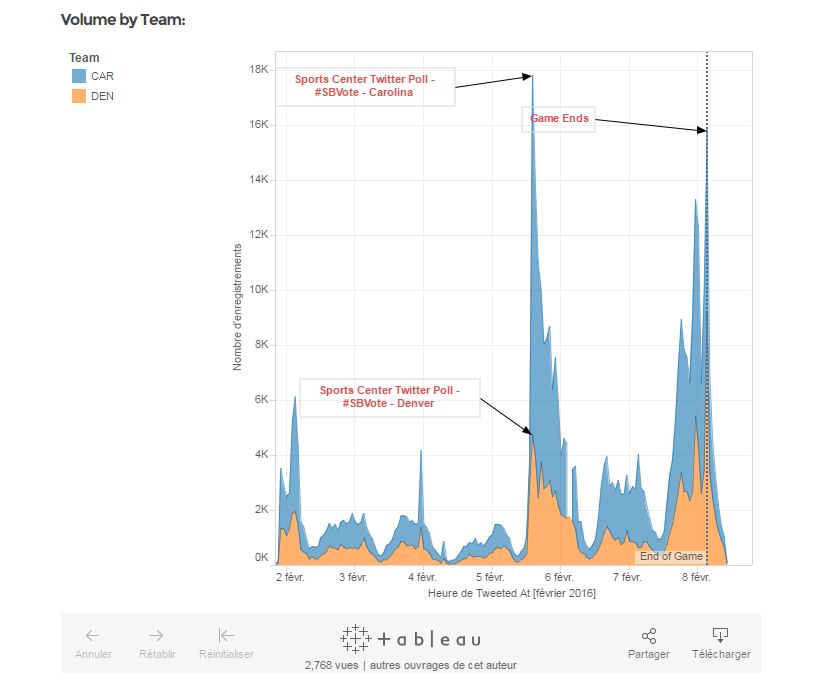 Volume by Team:
Team
CAR
DEN
Sports Center Twitter Poll -
#SBVote - Carolina
Game Ends
Sports Center Twitter Poll -
#SBVote - Denver
End of Game
Nombre d'enregistrements
18K
16K
14K
12K
10K
8K
6K
4K
2K
0K
2 févr.
3 févr.
4 févr.
5 févr.
6 févr.
7 févr.
8 févr.
Heure de Tweeted At [février 2016]
Annuler
Rétablir
Réinitialiser
+ableau
2,768 vues | autres ouvrages de cet auteur
Partager
Télécharger